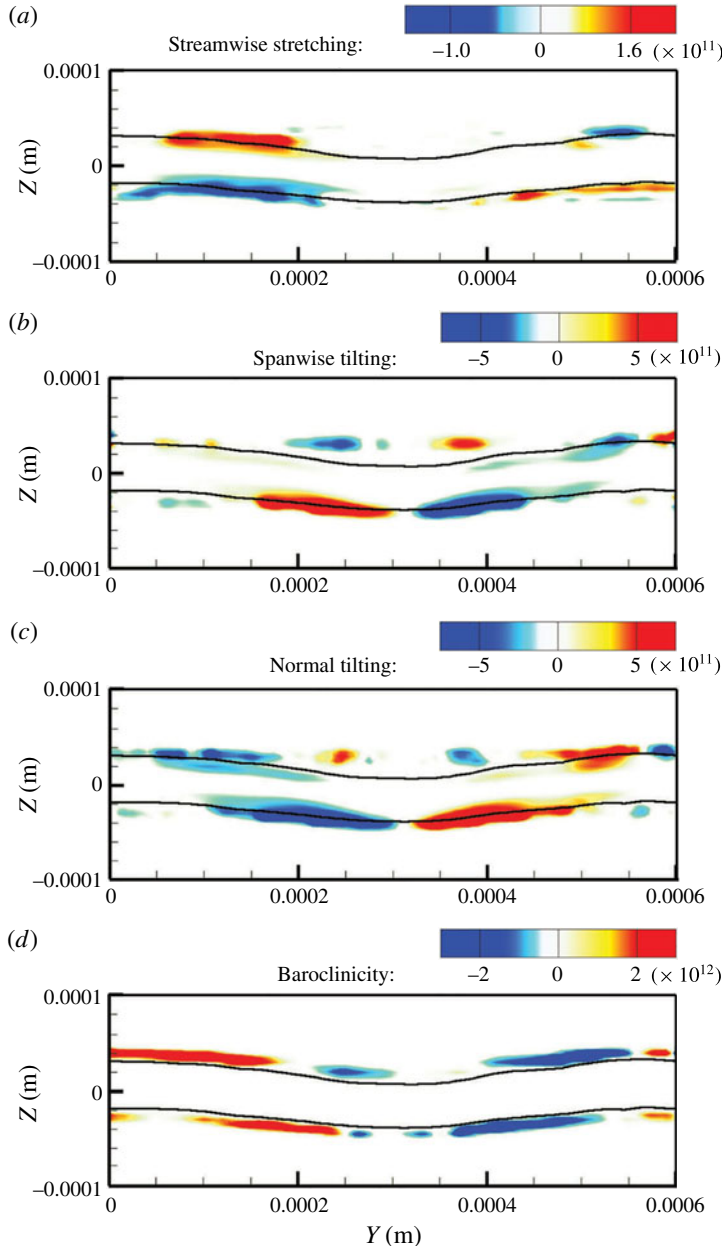 (a)
Streamwise stretching:
–1.0 0 1.6 (× 10¹¹)
0.0001
0
–0.0001
Z (m)
0 0.0002 0.0004 0.0006
(b)
Spanwise tilting:
–5 0 5 (× 10¹¹)
0.0001
0
–0.0001
Z (m)
0 0.0002 0.0004 0.0006
(c)
Normal tilting:
–5 0 5 (× 10¹¹)
0.0001
0
–0.0001
Z (m)
0 0.0002 0.0004 0.0006
(d)
Baroclinicity:
–2 0 2 (× 10¹²)
0.0001
0
–0.0001
Z (m)
0 0.0002 0.0004 0.0006
Y (m)